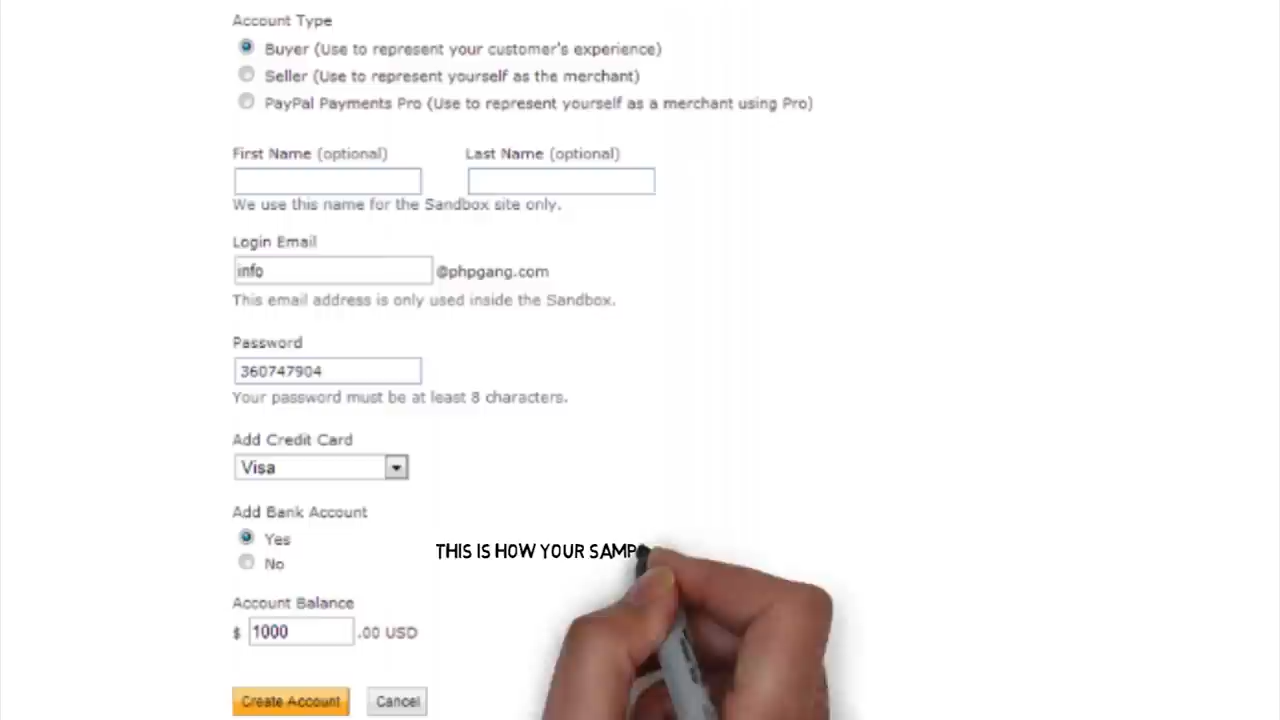 Account Type
Buyer (Use to represent your customer's experience)
Seller (Use to represent yourself as the merchant)
PayPal Payments Pro (Use to represent yourself as a merchant using Pro)
First Name (optional) Last Name (optional)
We use this name for the Sandbox site only.
Login Email
info @phpgang.com
This email address is only used inside the Sandbox.
Password
360747904
Your password must be at least 8 characters.
Add Credit Card
Visa
Add Bank Account
Yes
THIS IS HOW YOUR SAMP
No
Account Balance
$ 1000 .00 USD
Create Account Cancel